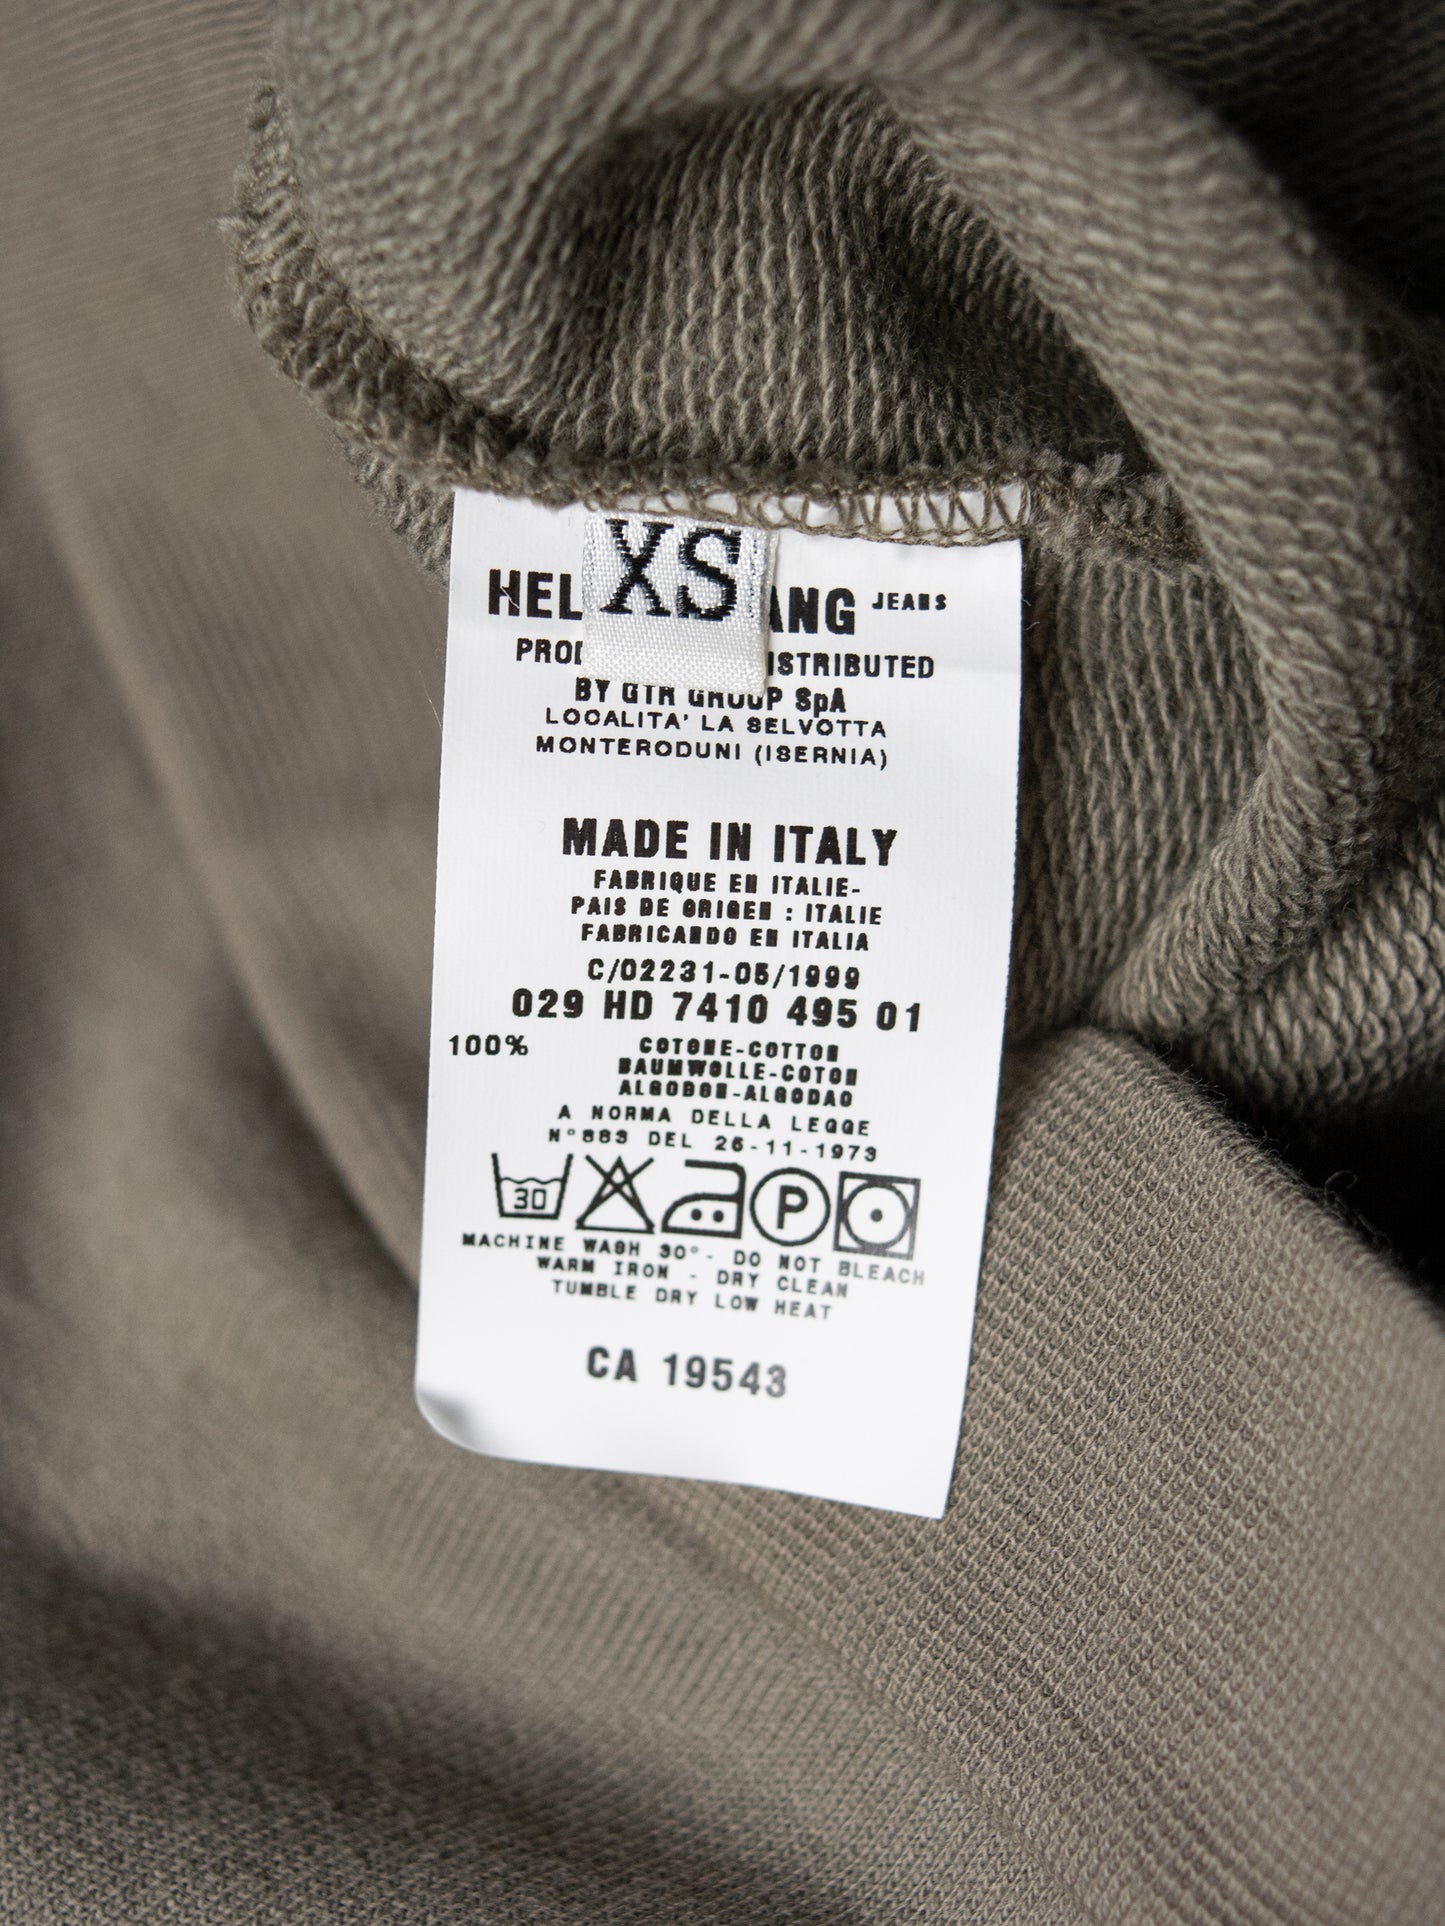 XS
HEL ANG JEANS
ISTRIBUTED
BY GTR GROUP SpA
LOCALITA' LA SELVOTTA
MONTERODUNI (ISERNIA)
MADE IN ITALY
FABRIQUE EN ITALIE-
PAIS DE ORIGEN : ITALIE
FABRICANDO EN ITALIA
C/02231-05/1999
029 HD 7410 495 01
100% COTONE-COTTON
BAUMWOLLE-COTON
ALGODON-ALGODAO
A NORMA DELLA LEGGE
N°883 DEL 26-11-1973
30 P
MACHINE WASH 30°- DO NOT BLEACH
WARM IRON - DRY CLEAN
TUMBLE DRY LOW HEAT
CA 19543